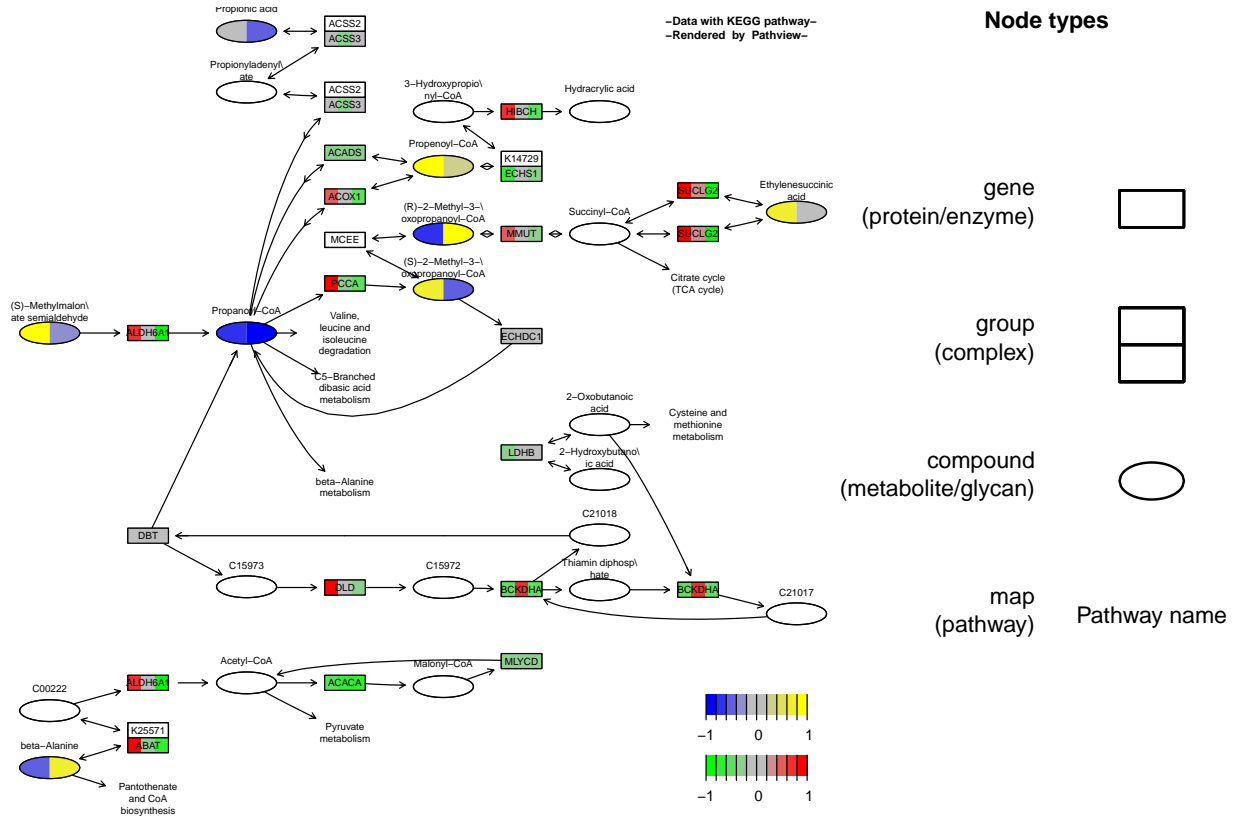 Propionic acid
ACSS2
ACSS3
−Data with KEGG pathway−
−Rendered by Pathview−
Node types
Propionyladenyl\
ate
ACSS2
ACSS3
3−Hydroxypropio\
nyl−CoA
HIBCH
Hydracrylic acid
ACADS
Propenoyl−CoA
K14729
ECHS1
ACOX1
SUCLG2
Ethylenesuccinic
acid
gene
(protein/enzyme)
(R)−2−Methyl−3−\
oxopropanoyl−CoA
Succinyl−CoA
MCEE
MMUT
SUCLG2
(S)−2−Methyl−3−\
oxopropanoyl−CoA
Citrate cycle
(TCA cycle)
PCCA
(S)−Methylmalon\
ate semialdehyde
ALDH6A1
Propanoyl−CoA
Valine,
leucine and
isoleucine
degradation
ECHDC1
group
(complex)
C5−Branched
dibasic acid
metabolism
2−Oxobutanoic
acid
Cysteine and
methionine
metabolism
LDHB
2−Hydroxybutano\
ic acid
compound
(metabolite/glycan)
beta−Alanine
metabolism
DBT
C21018
C15973
DLD
C15972
BCKDHA
Thiamin diphosp\
hate
BCKDHA
C21017
map
(pathway)
Pathway name
Acetyl−CoA
MLYCD
C00222
ALDH6A1
ACACA
Malonyl−CoA
K25571
ABAT
Pyruvate
metabolism
beta−Alanine
Pantothenate
and CoA
biosynthesis
−1 0 1
−1 0 1